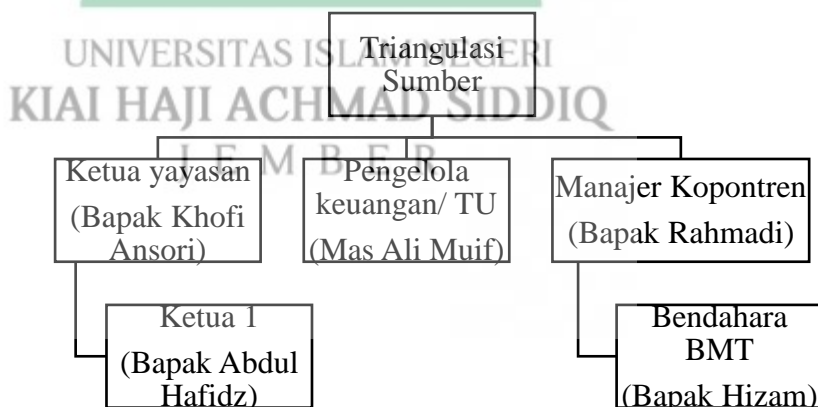 UNIVERSITAS ISLAM NEGERI
KIAI HAJI ACHMAD SIDDIQ
J E M B E R
Triangulasi
Sumber
Ketua yayasan
(Bapak Khofi
Ansori)
Pengelola
keuangan/ TU
(Mas Ali Muif)
Manajer Kopontren
(Bapak Rahmadi)
Ketua 1
(Bapak Abdul
Hafidz)
Bendahara
BMT
(Bapak Hizam)